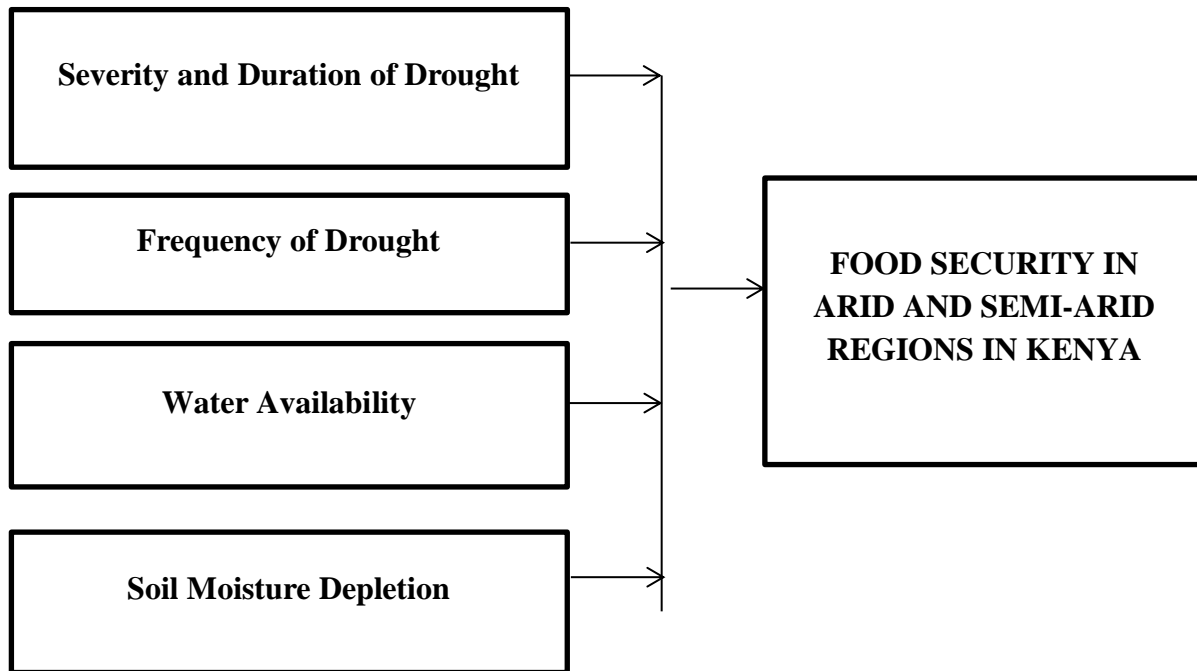 Severity and Duration of Drought
Frequency of Drought
Water Availability
Soil Moisture Depletion
FOOD SECURITY IN
ARID AND SEMI-ARID
REGIONS IN KENYA